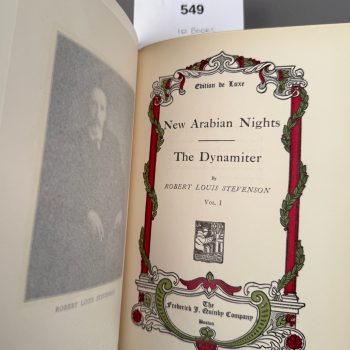 549
10 Books
Edition de Luxe
New Arabian Nights
The Dynamiter
By
ROBERT LOUIS STEVENSON
VOL. I
The
Frederick J. Quinby Company
Boston
ROBERT LOUIS STEVENSON